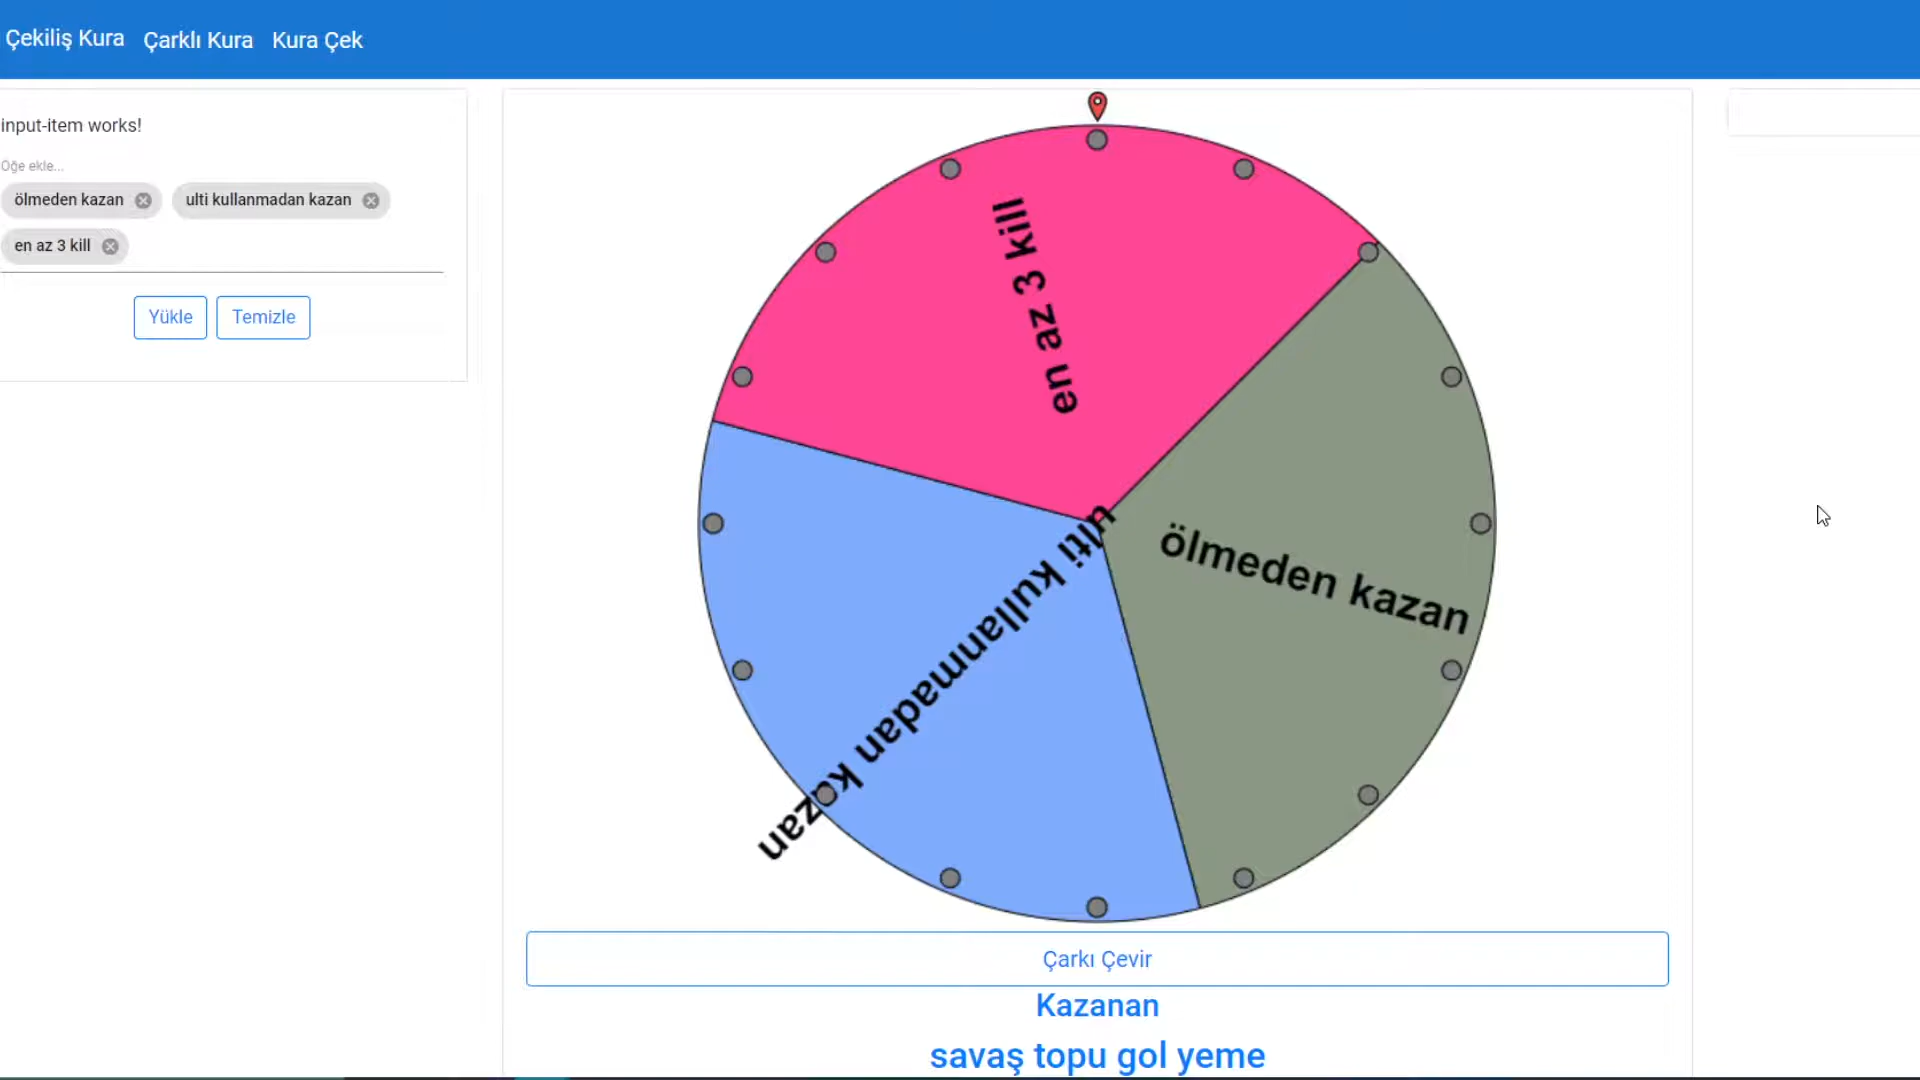 Çekiliş Kura Çarklı Kura Kura Çek
input-item works!
Öğe ekle...
ölmeden kazan
ulti kullanmadan kazan
en az 3 kill
Yükle
Temizle
en az 3 kill
ölmeden kazan
ulti kullanmadan kazan
Çarkı Çevir
Kazanan
savaş topu gol yeme